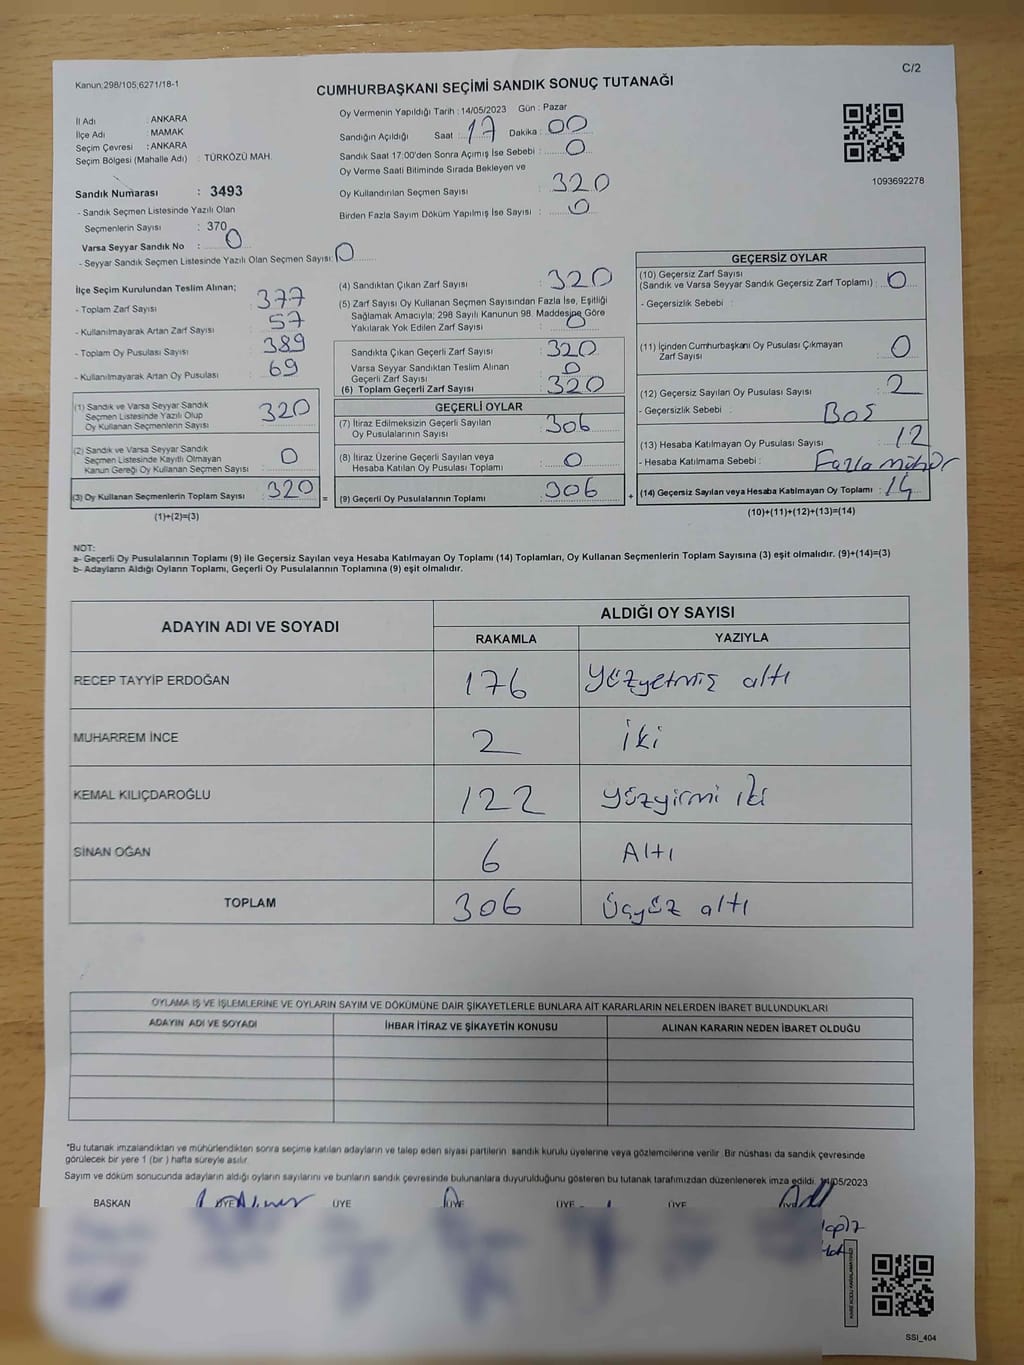 Kanun:298/105;6271/18-1
C/2
CUMHURBAŞKANI SEÇİMİ SANDIK SONUÇ TUTANAĞI
İl Adı : ANKARA
İlçe Adı : MAMAK
Seçim Çevresi : ANKARA
Seçim Bölgesi (Mahalle Adı) : TÜRKÖZÜ MAH.
Sandık Numarası : 3493
- Sandık Seçmen Listesinde Yazılı Olan
Seçmenlerin Sayısı : 370
Varsa Seyyar Sandık No : 0
- Seyyar Sandık Seçmen Listesinde Yazılı Olan Seçmen Sayısı: 0
Oy Vermenin Yapıldığı Tarih : 14/05/2023 Gün : Pazar
Sandığın Açıldığı Saat : 17 Dakika : 00
Sandık Saat 17:00'den Sonra Açımış İse Sebebi : 0
Oy Verme Saati Bitiminde Sırada Bekleyen ve
Oy Kullandırılan Seçmen Sayısı : 320
Birden Fazla Sayım Döküm Yapılmış İse Sayısı : 0
1093692278
İlçe Seçim Kurulundan Teslim Alınan;
- Toplam Zarf Sayısı : 377
- Kullanılmayarak Artan Zarf Sayısı : 57
- Toplam Oy Pusulası Sayısı : 389
- Kullanılmayarak Artan Oy Pusulası : 69
(1) Sandık ve Varsa Seyyar Sandık
Seçmen Listesinde Yazılı Olup
Oy Kullanan Seçmenlerin Sayısı : 320
(2) Sandık ve Varsa Seyyar Sandık
Seçmen Listesinde Kayıtlı Olmayan
Kanun Gereği Oy Kullanan Seçmen Sayısı : 0
(3) Oy Kullanan Seçmenlerin Toplam Sayısı : 320 =
(1)+(2)=(3)
(4) Sandıktan Çıkan Zarf Sayısı : 320
(5) Zarf Sayısı Oy Kullanan Seçmen Sayısından Fazla İse, Eşitliği
Sağlamak Amacıyla; 298 Sayılı Kanunun 98. Maddesine Göre
Yakılarak Yok Edilen Zarf Sayısı : 0
Sandıkta Çıkan Geçerli Zarf Sayısı : 320
Varsa Seyyar Sandıktan Teslim Alınan
Geçerli Zarf Sayısı : 0
(6) Toplam Geçerli Zarf Sayısı : 320
GEÇERLİ OYLAR
(7) İtiraz Edilmeksizin Geçerli Sayılan
Oy Pusulalarının Sayısı : 306
(8) İtiraz Üzerine Geçerli Sayılan veya
Hesaba Katılan Oy Pusulası Toplamı : 0
(9) Geçerli Oy Pusulalarının Toplamı : 306 +
GEÇERSİZ OYLAR
(10) Geçersiz Zarf Sayısı
(Sandık ve Varsa Seyyar Sandık Geçersiz Zarf Toplamı) : 0
- Geçersizlik Sebebi :
(11) İçinden Cumhurbaşkanı Oy Pusulası Çıkmayan
Zarf Sayısı : 0
(12) Geçersiz Sayılan Oy Pusulası Sayısı : 2
- Geçersizlik Sebebi : Boş
(13) Hesaba Katılmayan Oy Pusulası Sayısı : 12
- Hesaba Katılmama Sebebi : Fazla mühür
(14) Geçersiz Sayılan veya Hesaba Katılmayan Oy Toplamı : 14
(10)+(11)+(12)+(13)=(14)
NOT:
a- Geçerli Oy Pusulalarının Toplamı (9) ile Geçersiz Sayılan veya Hesaba Katılmayan Oy Toplamı (14) Toplamları, Oy Kullanan Seçmenlerin Toplam Sayısına (3) eşit olmalıdır. (9)+(14)=(3)
b- Adayların Aldığı Oyların Toplamı, Geçerli Oy Pusulalarının Toplamına (9) eşit olmalıdır.
ADAYIN ADI VE SOYADI
ALDIĞI OY SAYISI
RAKAMLA YAZIYLA
RECEP TAYYİP ERDOĞAN 176 Yüzyetmiş altı
MUHARREM İNCE 2 İki
KEMAL KILIÇDAROĞLU 122 yüzyirmi iki
SİNAN OĞAN 6 Altı
TOPLAM 306 Üçyüz altı
OYLAMA İŞ VE İŞLEMLERİNE VE OYLARIN SAYIM VE DÖKÜMÜNE DAİR ŞİKAYETLERLE BUNLARA AİT KARARLARIN NELERDEN İBARET BULUNDUKLARI
ADAYIN ADI VE SOYADI İHBAR İTİRAZ VE ŞİKAYETİN KONUSU ALINAN KARARIN NEDEN İBARET OLDUĞU
*Bu tutanak imzalandıktan ve mühürlendikten sonra seçime katılan adayların ve talep eden siyasi partilerin sandık kurulu üyelerine veya gözlemcilerine verilir. Bir nüshası da sandık çevresinde
görülecek bir yere 1 (bir ) hafta süreyle asılır.
Sayım ve döküm sonucunda adayların aldığı oyların sayılarını ve bunların sandık çevresinde bulunanlara duyurulduğunu gösteren bu tutanak tarafımızdan düzenlenerek imza edildi. 14/05/2023
BAŞKAN ÜYE ÜYE ÜYE ÜYE ÜYE ÜYE
SSI_404